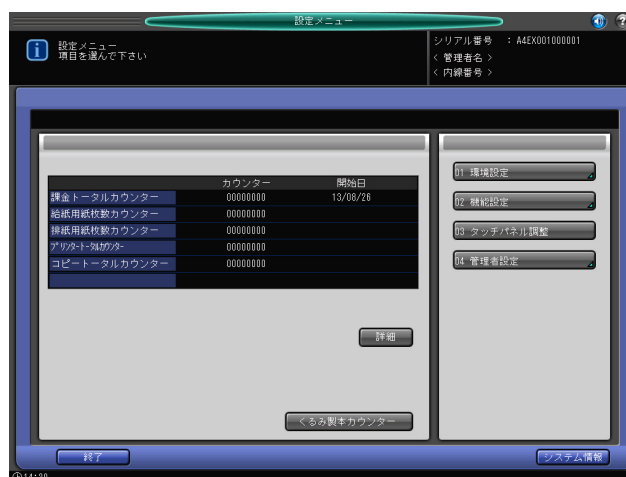 設定メニュー
設定メニュー
項目を選んで下さい
シリアル番号 : A4EX001000001
< 管理者名 >
< 内線番号 >
カウンター 開始日
課金トータルカウンター 00000000 13/08/26
給紙用紙枚数カウンター 00000000
排紙用紙枚数カウンター 00000000
プリンタートータルカウンター 00000000
コピートータルカウンター 00000000
詳細
くるみ製本カウンター
01 環境設定
02 機能設定
03 タッチパネル調整
04 管理者設定
終了
システム情報